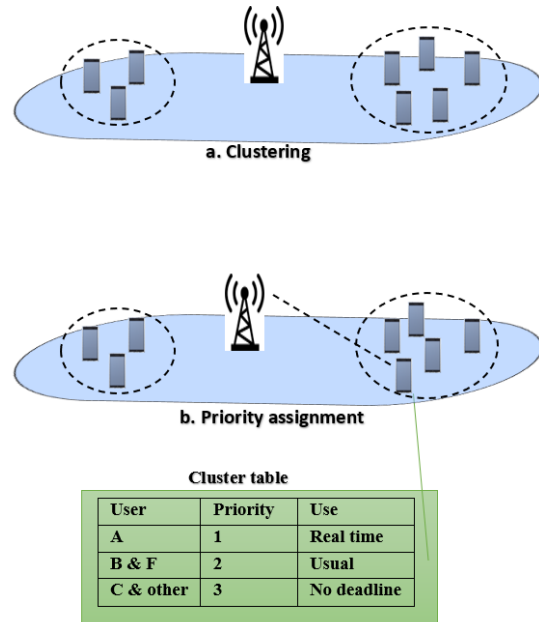 a. Clustering
b. Priority assignment
Cluster table
User Priority Use
A 1 Real time
B & F 2 Usual
C & other 3 No deadline